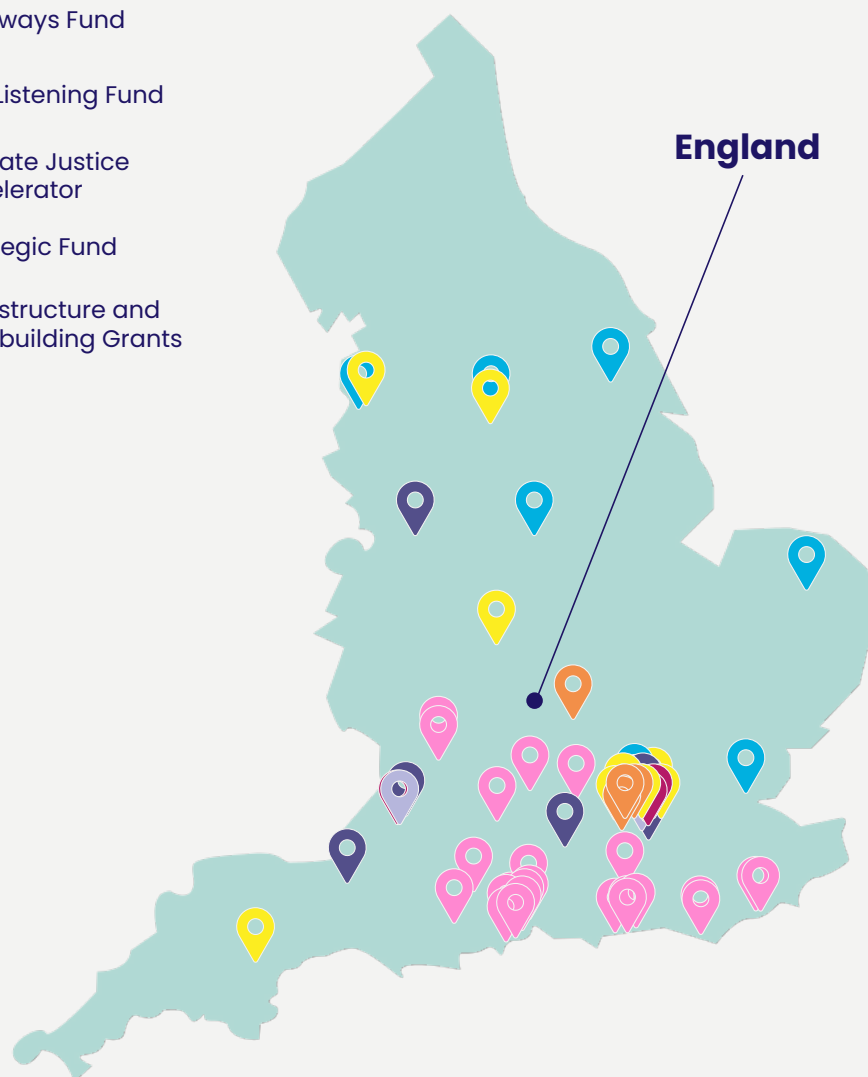 ways Fund
Listening Fund
ate Justice
elerator
egic Fund
structure and
building Grants
England